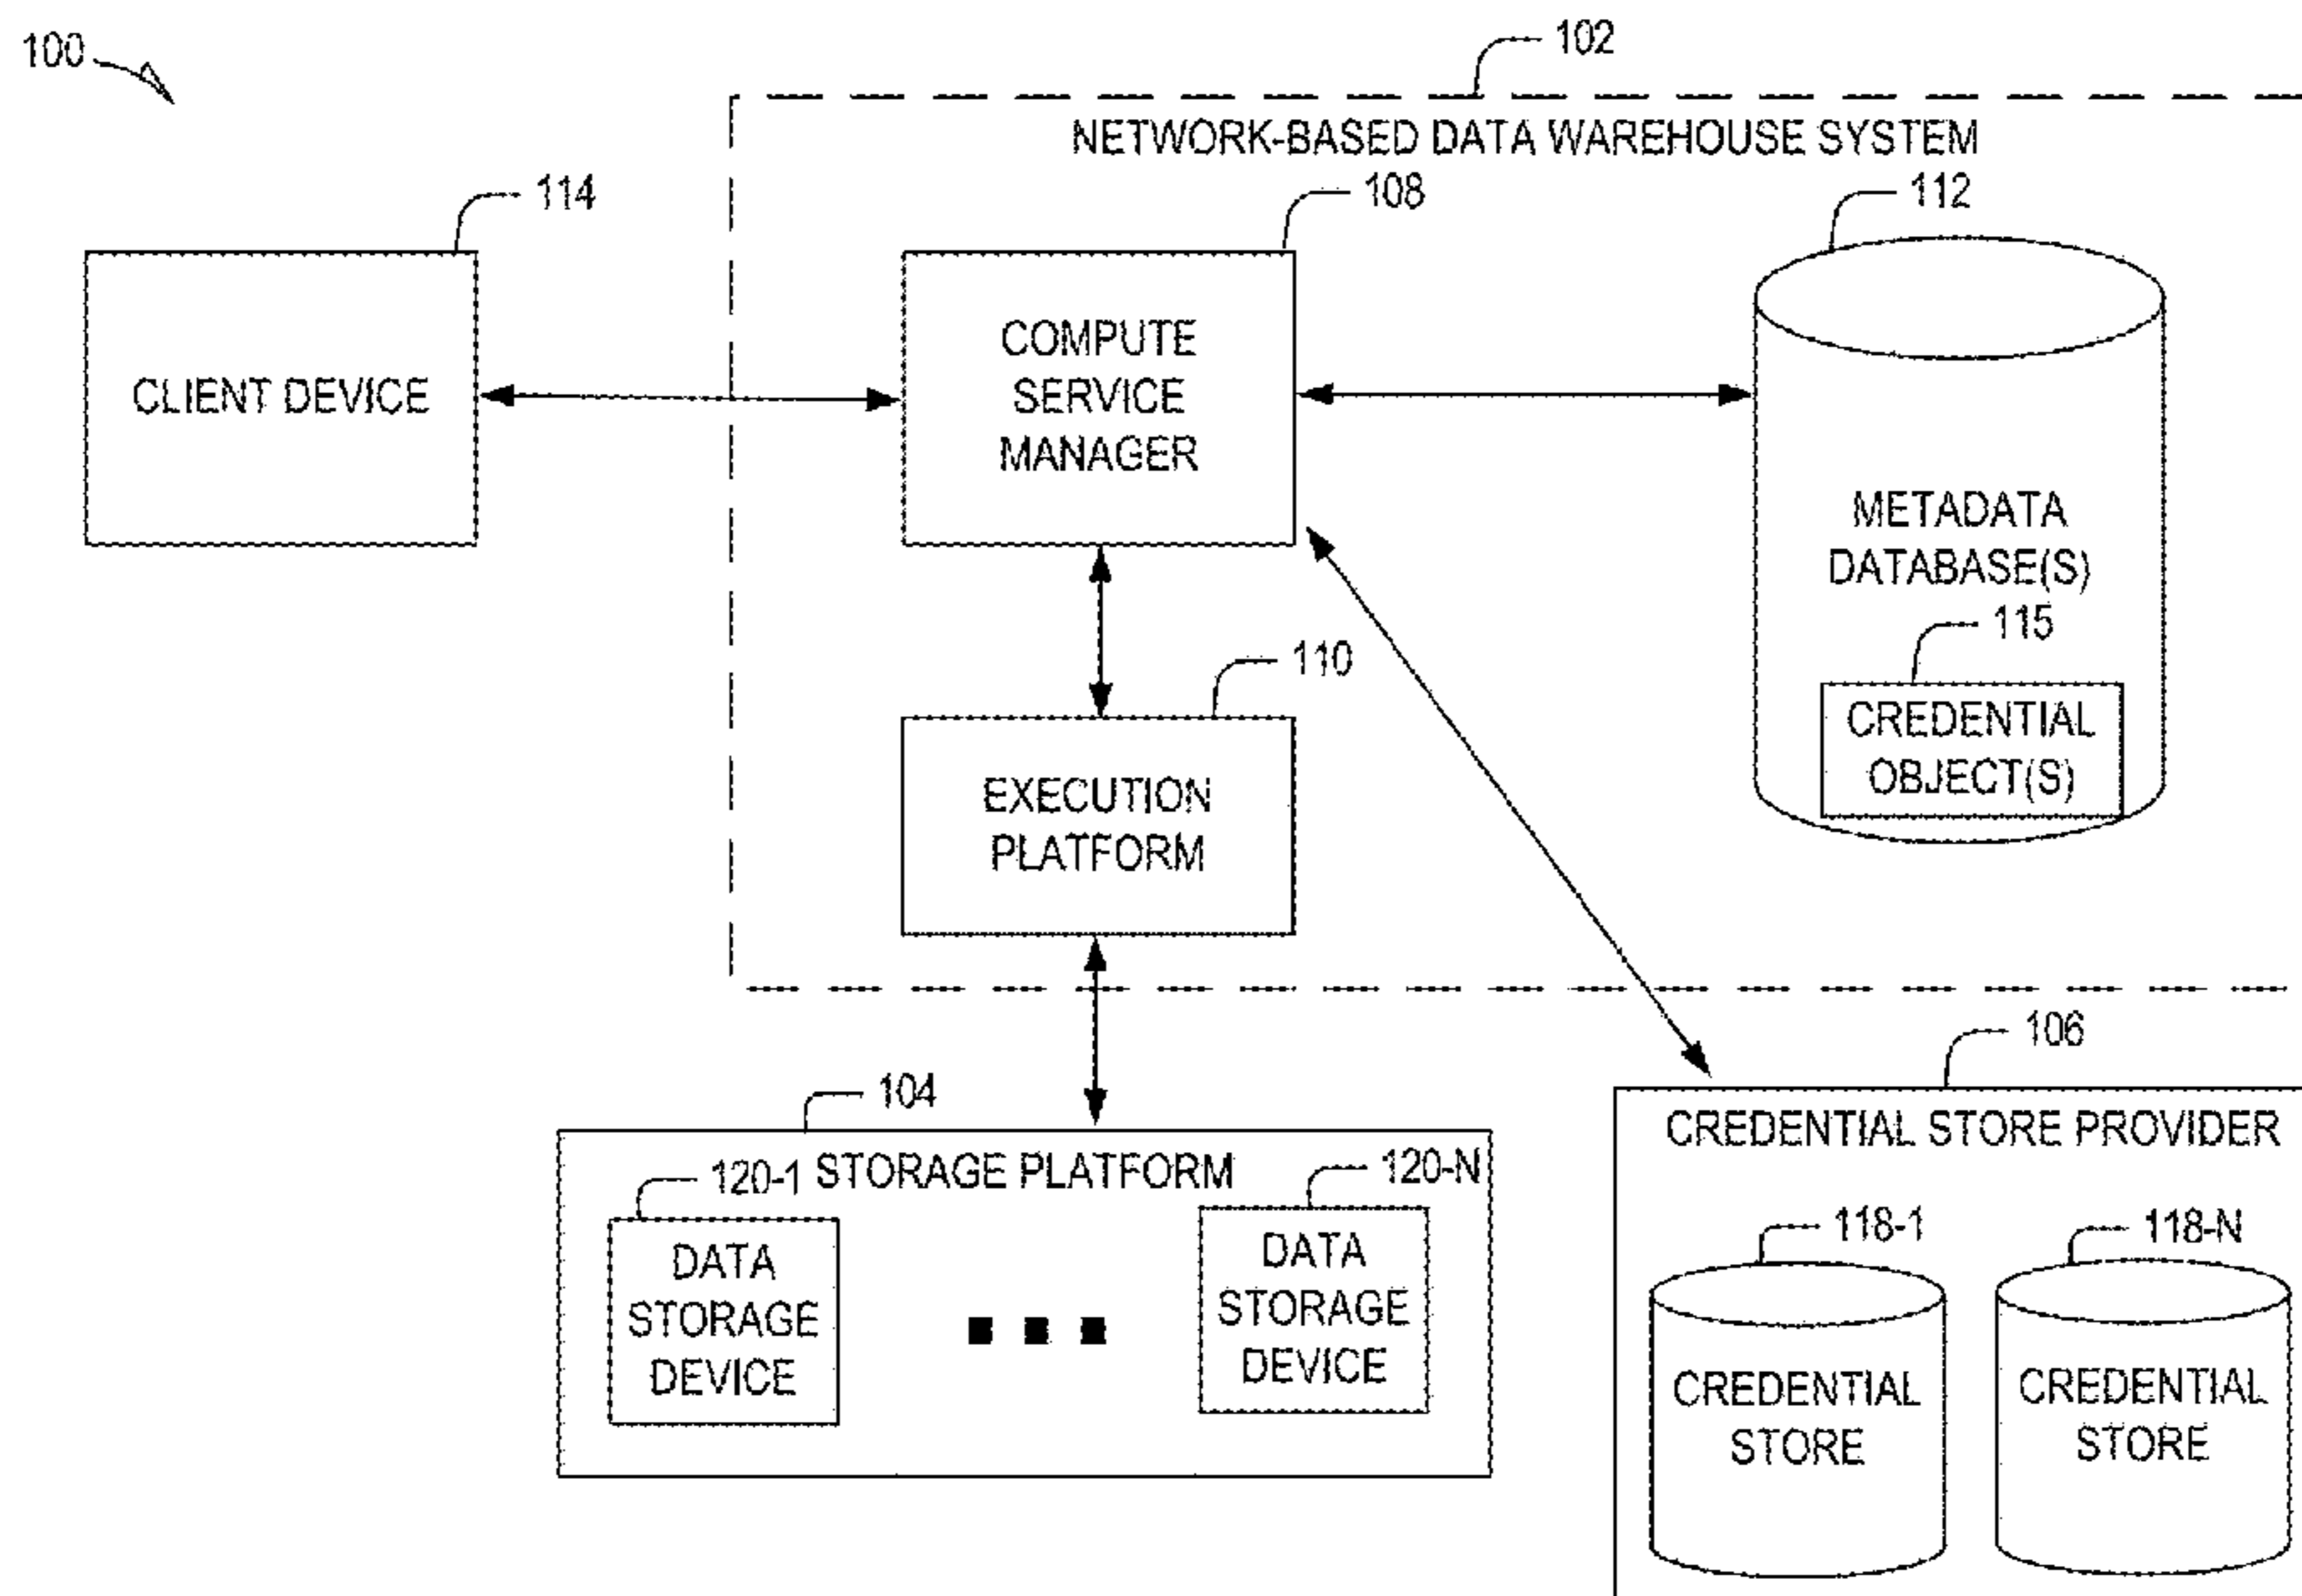 100
102
NETWORK-BASED DATA WAREHOUSE SYSTEM
114
108
112
CLIENT DEVICE
COMPUTE
SERVICE
MANAGER
METADATA
DATABASE(S)
115
CREDENTIAL
OBJECT(S)
110
EXECUTION
PLATFORM
104
STORAGE PLATFORM
120-1
120-N
DATA
STORAGE
DEVICE
DATA
STORAGE
DEVICE
106
CREDENTIAL STORE PROVIDER
118-1
118-N
CREDENTIAL
STORE
CREDENTIAL
STORE